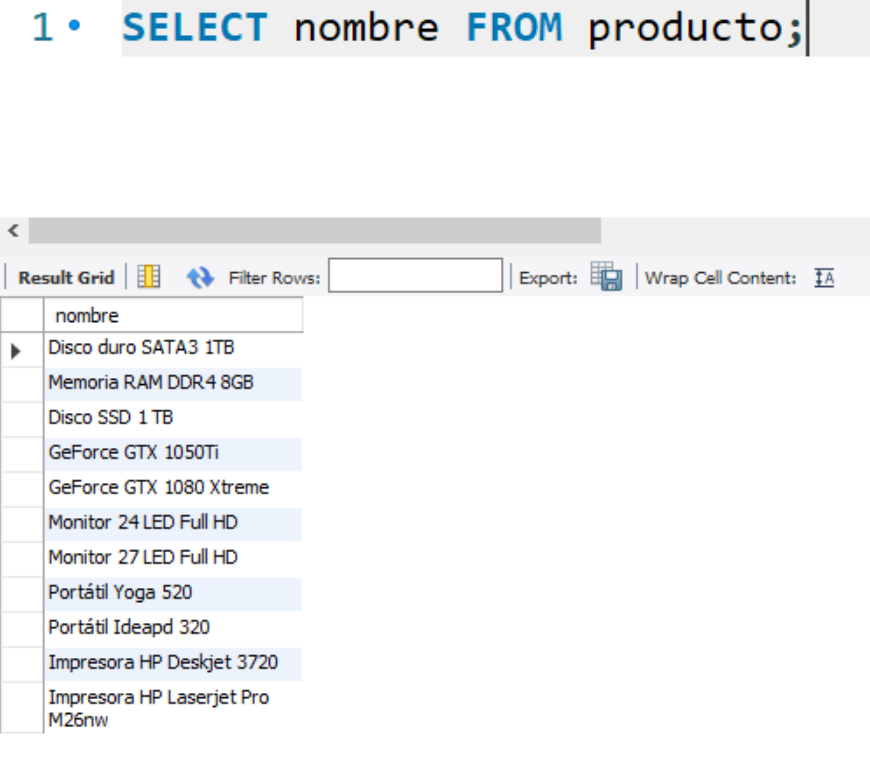 1 SELECT nombre FROM producto;
Result Grid Filter Rows: Export: Wrap Cell Content: IA
nombre
Disco duro SATA3 1TB
Memoria RAM DDR4 8GB
Disco SSD 1 TB
GeForce GTX 1050Ti
GeForce GTX 1080 Xtreme
Monitor 24 LED Full HD
Monitor 27 LED Full HD
Portátil Yoga 520
Portátil Ideapd 320
Impresora HP Deskjet 3720
Impresora HP Laserjet Pro
M26nw